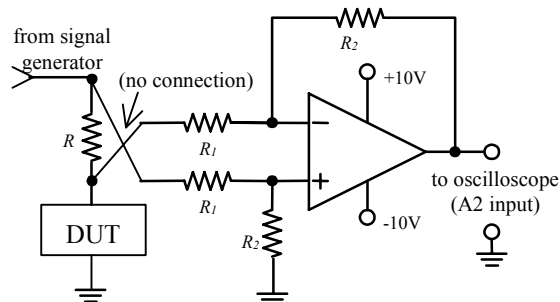 from signal
generator
(no connection)
R
R1
R1
R2
R2
+10V
-10V
−
+
to oscilloscope
(A2 input)
DUT